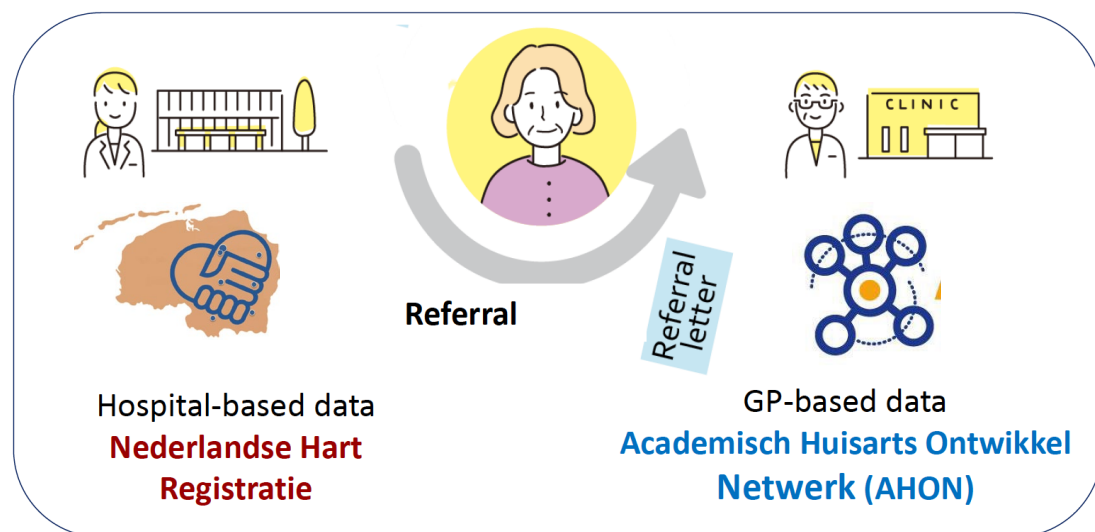 CLINIC
Referral
Referral
letter
Hospital-based data
Nederlandse Hart
Registratie
GP-based data
Academisch Huisarts Ontwikkel
Netwerk (AHON)